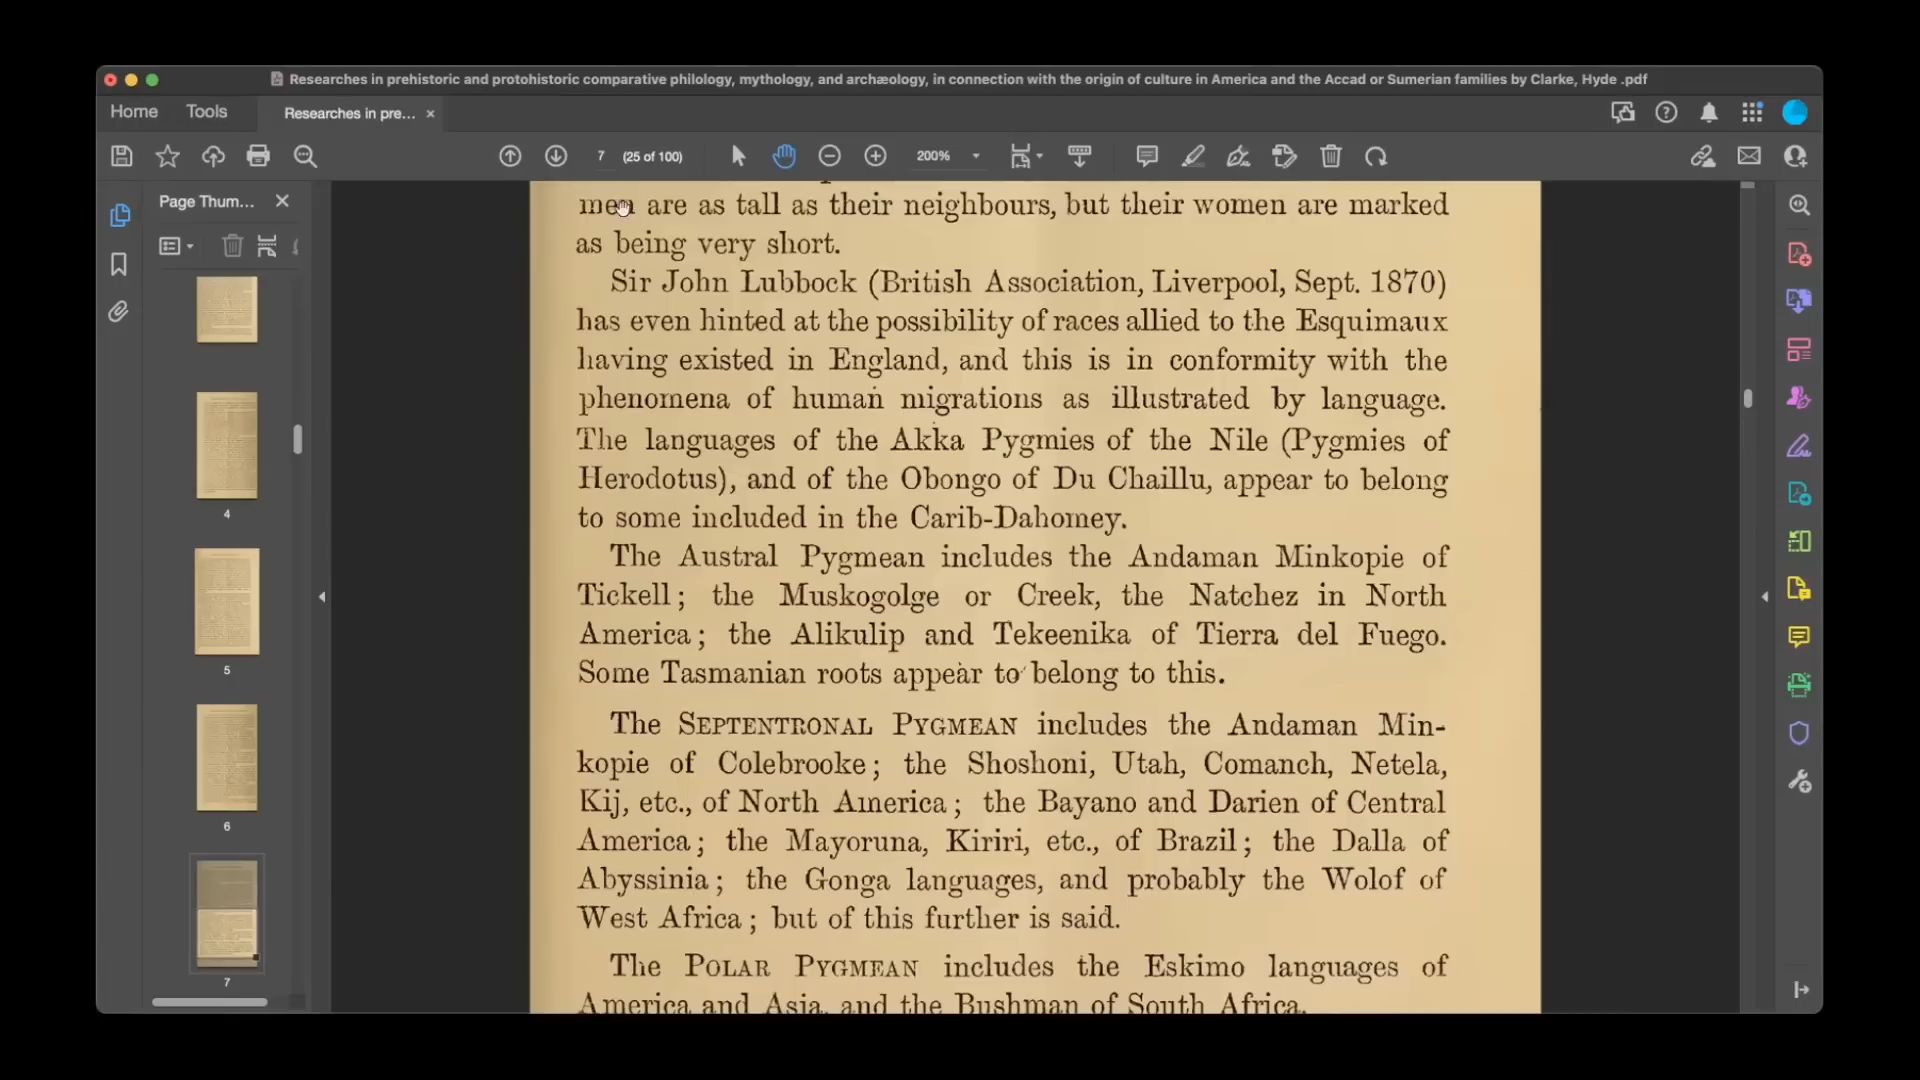 Researches in prehistoric and protohistoric comparative philology, mythology, and archæology, in connection with the origin of culture in America and the Accad or Sumerian families by Clarke, Hyde .pdf
Home Tools Researches in pre... ×
7 (25 of 100) 200%
Page Thum...
4
5
6
7
men are as tall as their neighbours, but their women are marked
as being very short.
Sir John Lubbock (British Association, Liverpool, Sept. 1870)
has even hinted at the possibility of races allied to the Esquimaux
having existed in England, and this is in conformity with the
phenomena of human migrations as illustrated by language.
The languages of the Akka Pygmies of the Nile (Pygmies of
Herodotus), and of the Obongo of Du Chaillu, appear to belong
to some included in the Carib-Dahomey.
The Austral Pygmean includes the Andaman Minkopie of
Tickell; the Muskogolge or Creek, the Natchez in North
America; the Alikulip and Tekeenika of Tierra del Fuego.
Some Tasmanian roots appear to belong to this.
The SEPTENTRONAL PYGMEAN includes the Andaman Min-
kopie of Colebrooke; the Shoshoni, Utah, Comanch, Netela,
Kij, etc., of North America; the Bayano and Darien of Central
America; the Mayoruna, Kiriri, etc., of Brazil; the Dalla of
Abyssinia; the Gonga languages, and probably the Wolof of
West Africa; but of this further is said.
The POLAR PYGMEAN includes the Eskimo languages of
America and Asia, and the Bushman of South Africa.